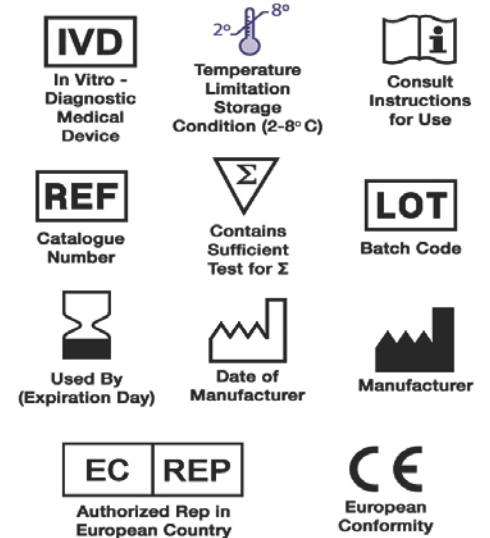 IVD
In Vitro -
Diagnostic
Medical
Device
2° 8°
Temperature
Limitation
Storage
Condition (2-8° C)
i
Consult
Instructions
for Use
REF
Catalogue
Number
Σ
Contains
Sufficient
Test for Σ
LOT
Batch Code
Used By
(Expiration Day)
Date of
Manufacturer
Manufacturer
EC REP
Authorized Rep in
European Country
CE
European
Conformity